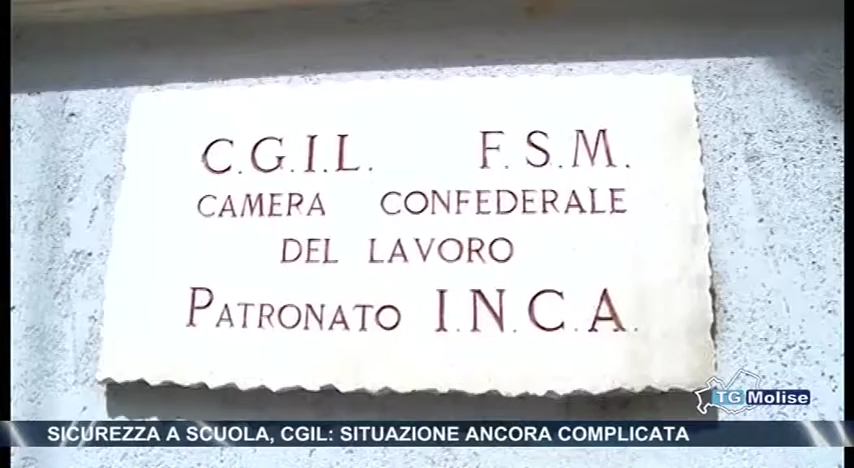 C.G.I.L. F.S.M.
CAMERA CONFEDERALE
DEL LAVORO
PATRONATO I.N.C.A.
TG Molise
SICUREZZA A SCUOLA, CGIL: SITUAZIONE ANCORA COMPLICATA